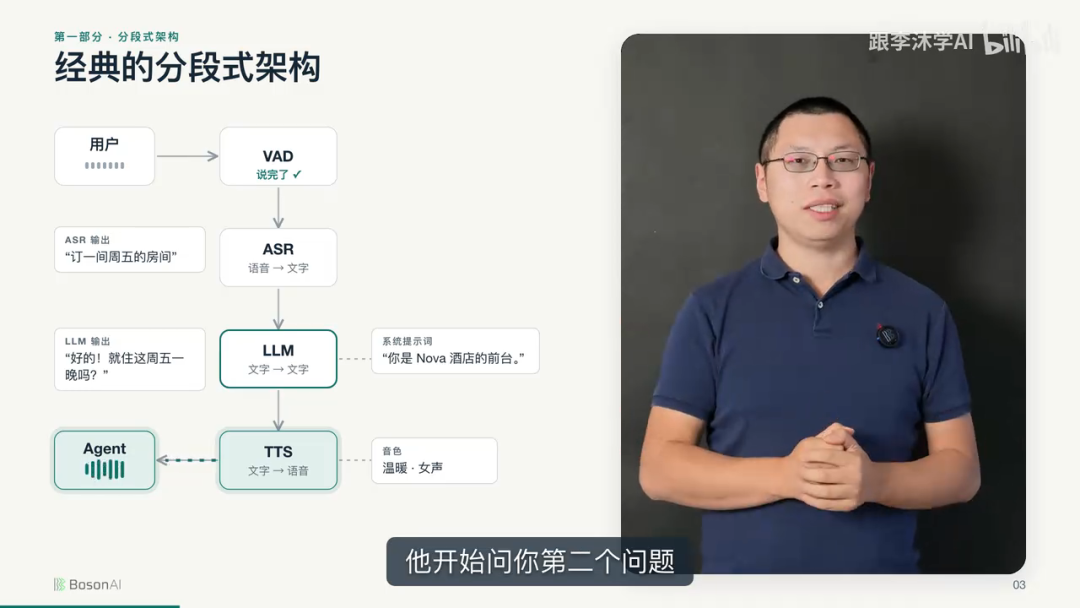 第一部分 · 分段式架构
经典的分段式架构
跟李沐学AI bilibili
用户
VAD
说完了 ✓
ASR 输出
“订一间周五的房间”
ASR
语音 → 文字
LLM 输出
“好的！就住这周五一
晚吗？”
LLM
文字 → 文字
系统提示词
“你是 Nova 酒店的前台。”
Agent
TTS
文字 → 语音
音色
温暖 · 女声
他开始问你第二个问题
BosonAI
03